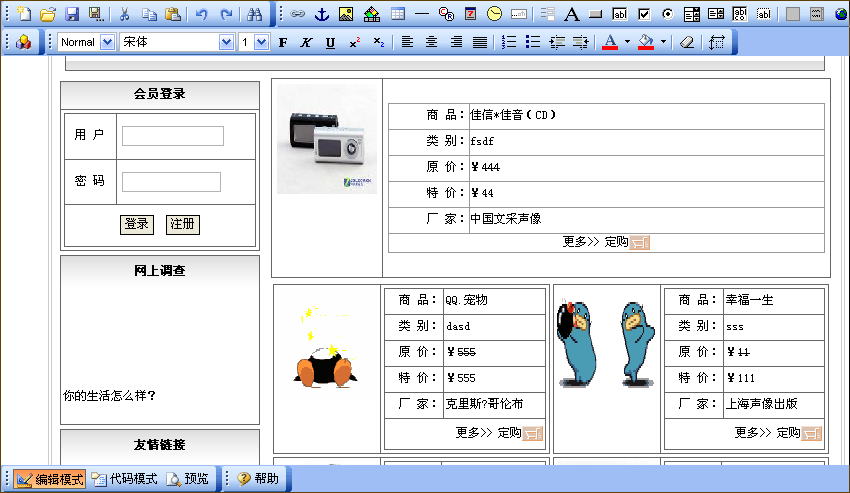 Normal 宋体 1
会员登录
用 户
密 码
登录 注册
网上调查
你的生活怎么样？
友情链接
商 品： 佳信*佳音（CD）
类 别： fsdf
原 价： ￥444
特 价： ￥44
厂 家： 中国文采声像
更多>> 定购
商 品： QQ.宠物
类 别： dasd
原 价： ￥555
特 价： ￥555
厂 家： 克里斯?哥伦布
更多>> 定购
商 品： 幸福一生
类 别： sss
原 价： ￥11
特 价： ￥111
厂 家： 上海声像出版
更多>> 定购
编辑模式 代码模式 预览 帮助